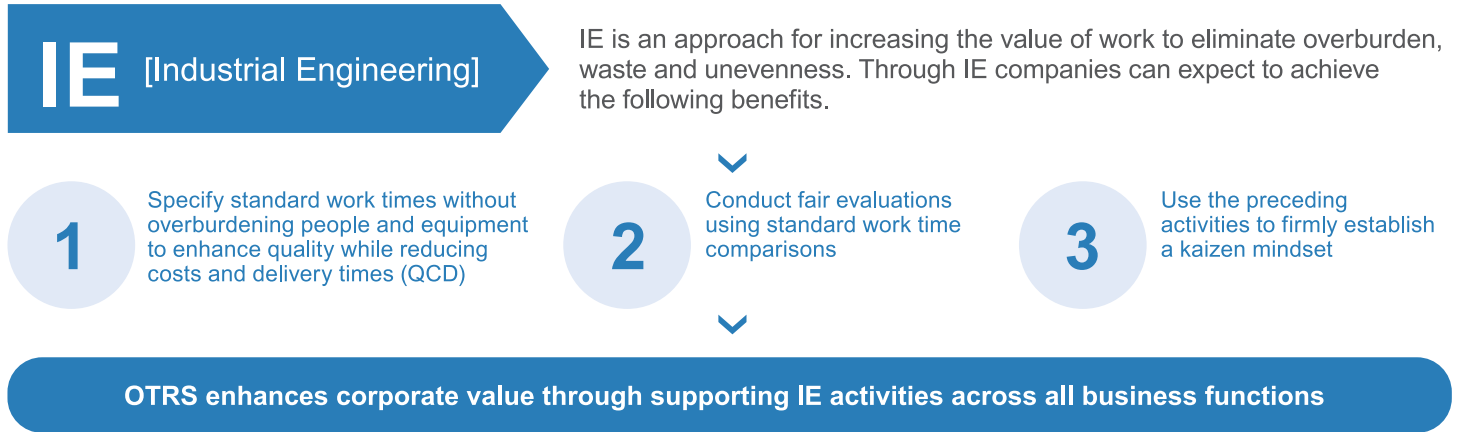 IE [Industrial Engineering]
IE is an approach for increasing the value of work to eliminate overburden,
waste and unevenness. Through IE companies can expect to achieve
the following benefits.
1
Specify standard work times without
overburdening people and equipment
to enhance quality while reducing
costs and delivery times (QCD)
2
Conduct fair evaluations
using standard work time
comparisons
3
Use the preceding
activities to firmly establish
a kaizen mindset
OTRS enhances corporate value through supporting IE activities across all business functions